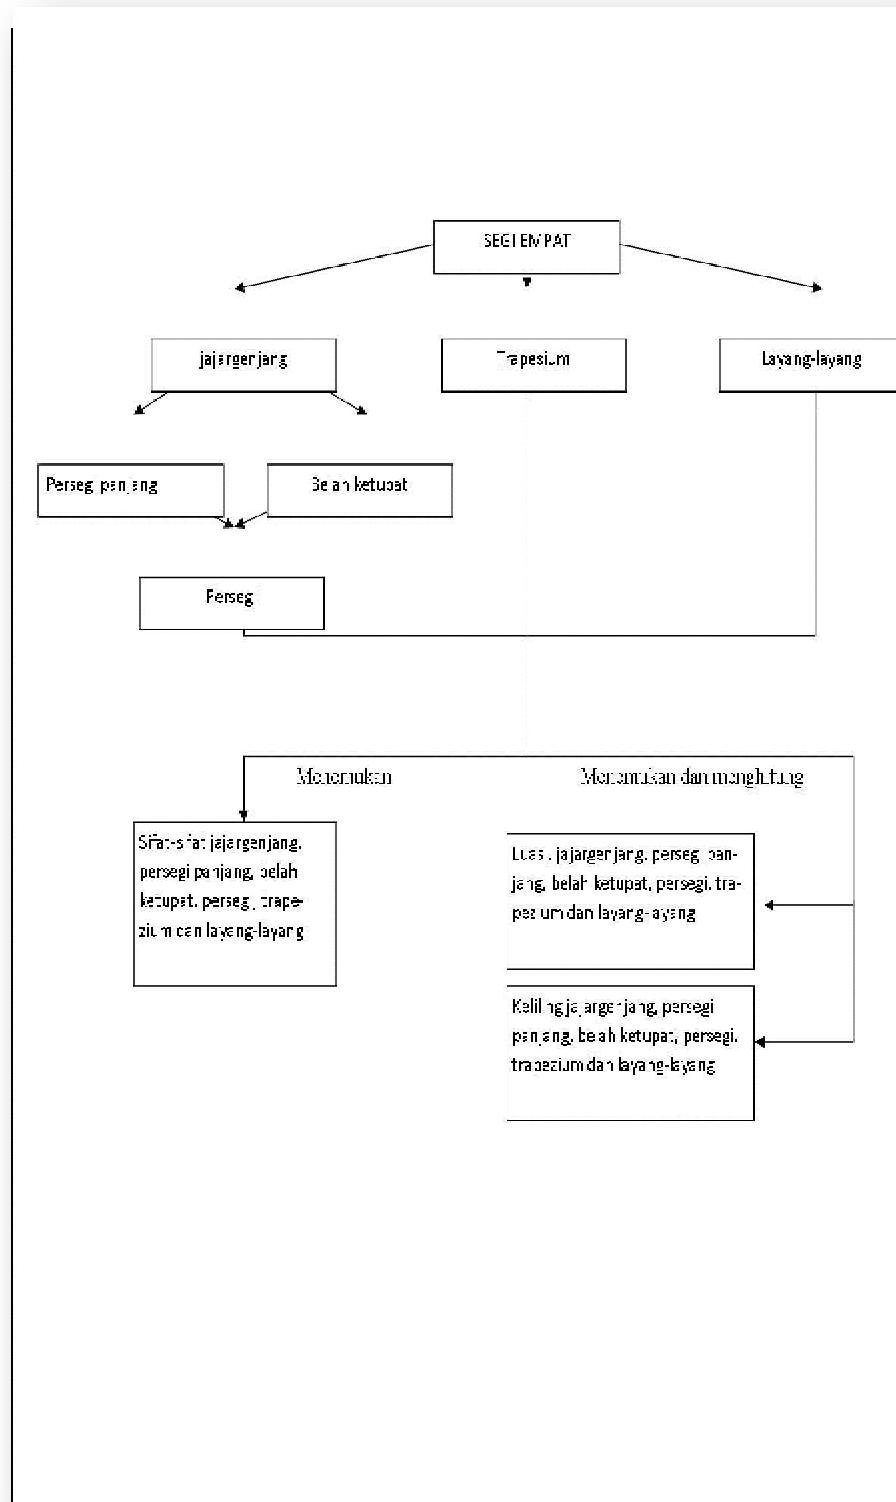 SEGI EMPAT
jajargenjang
Trapesium
Layang-layang
Persegi panjang
Belah ketupat
Persegi
Menemukan
Menemukan dan menghitung
Sifat-sifat jajargenjang,
persegi panjang, belah
ketupat, persegi, trape-
zium dan layang-layang
Luas : jajargenjang, persegi pan-
jang, belah ketupat, persegi, tra-
pezium dan layang-layang
Keliling jajargenjang, persegi
panjang, belah ketupat, persegi,
trapezium dan layang-layang